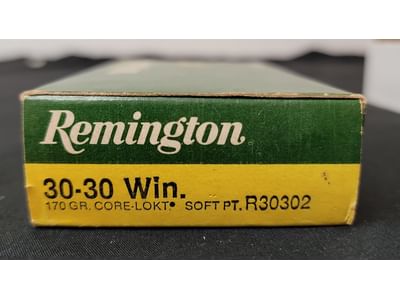 Remington
30-30 Win.
170 GR. CORE-LOKT® SOFT PT. R30302